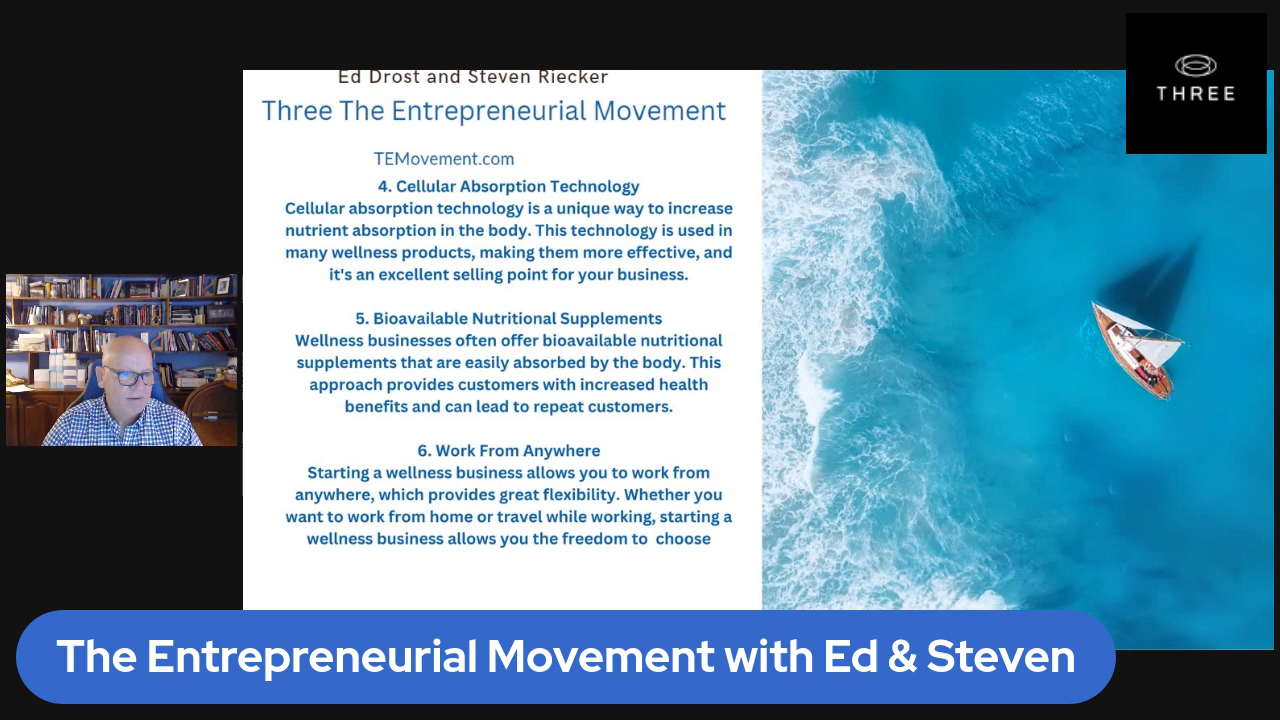 Ed Drost and Steven Riecker
Three The Entrepreneurial Movement
TEMovement.com
4. Cellular Absorption Technology
Cellular absorption technology is a unique way to increase
nutrient absorption in the body. This technology is used in
many wellness products, making them more effective, and
it's an excellent selling point for your business.
5. Bioavailable Nutritional Supplements
Wellness businesses often offer bioavailable nutritional
supplements that are easily absorbed by the body. This
approach provides customers with increased health
benefits and can lead to repeat customers.
6. Work From Anywhere
Starting a wellness business allows you to work from
anywhere, which provides great flexibility. Whether you
want to work from home or travel while working, starting a
wellness business allows you the freedom to choose
THREE
The Entrepreneurial Movement with Ed & Steven